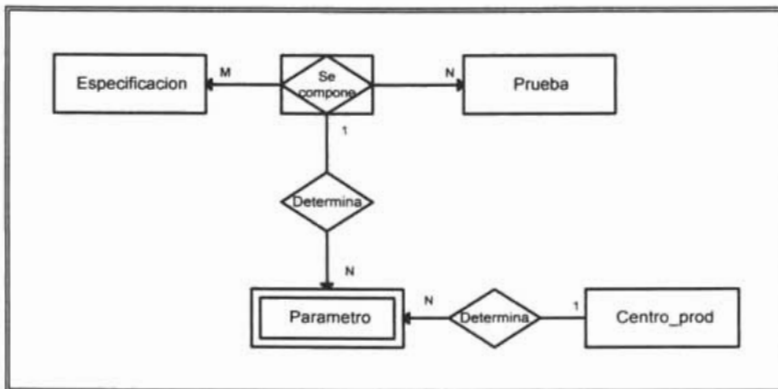 Especificacion
M
Se
compone
N
Prueba
1
Determina
N
Parametro
N
Determina
1
Centro_prod